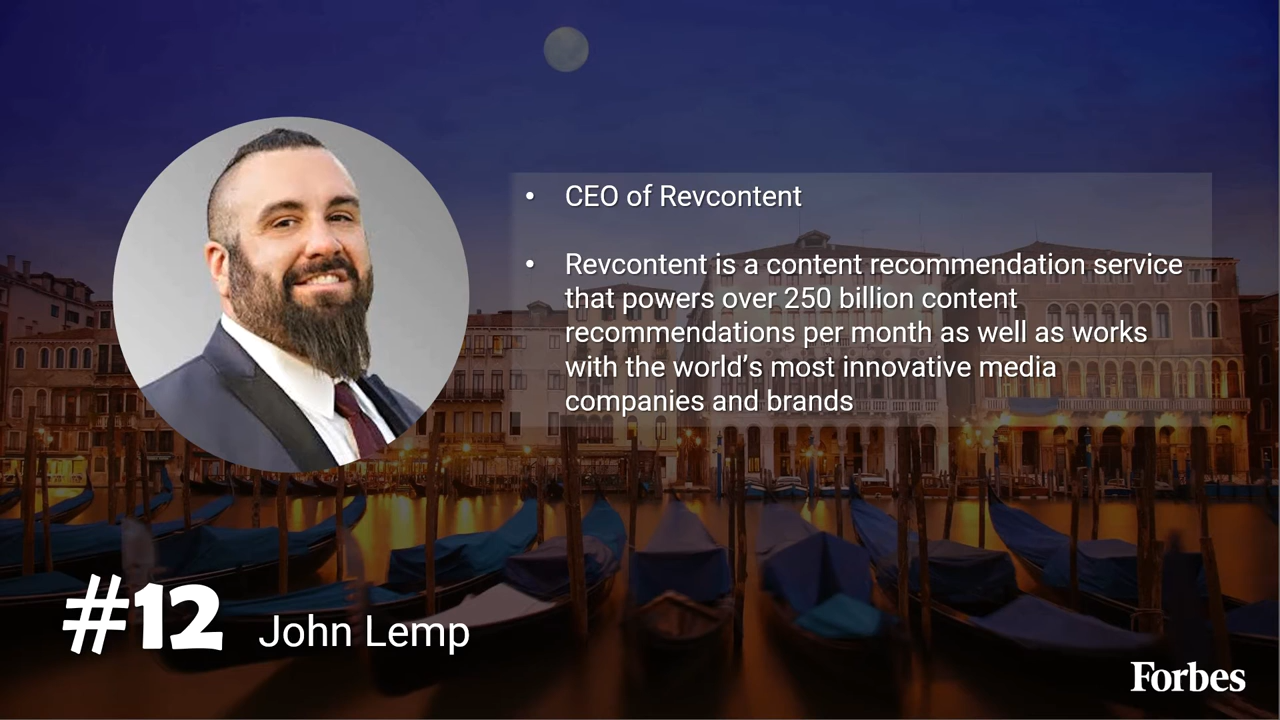 • CEO of Revcontent
• Revcontent is a content recommendation service
that powers over 250 billion content
recommendations per month as well as works
with the world’s most innovative media
companies and brands
#12 John Lemp
Forbes